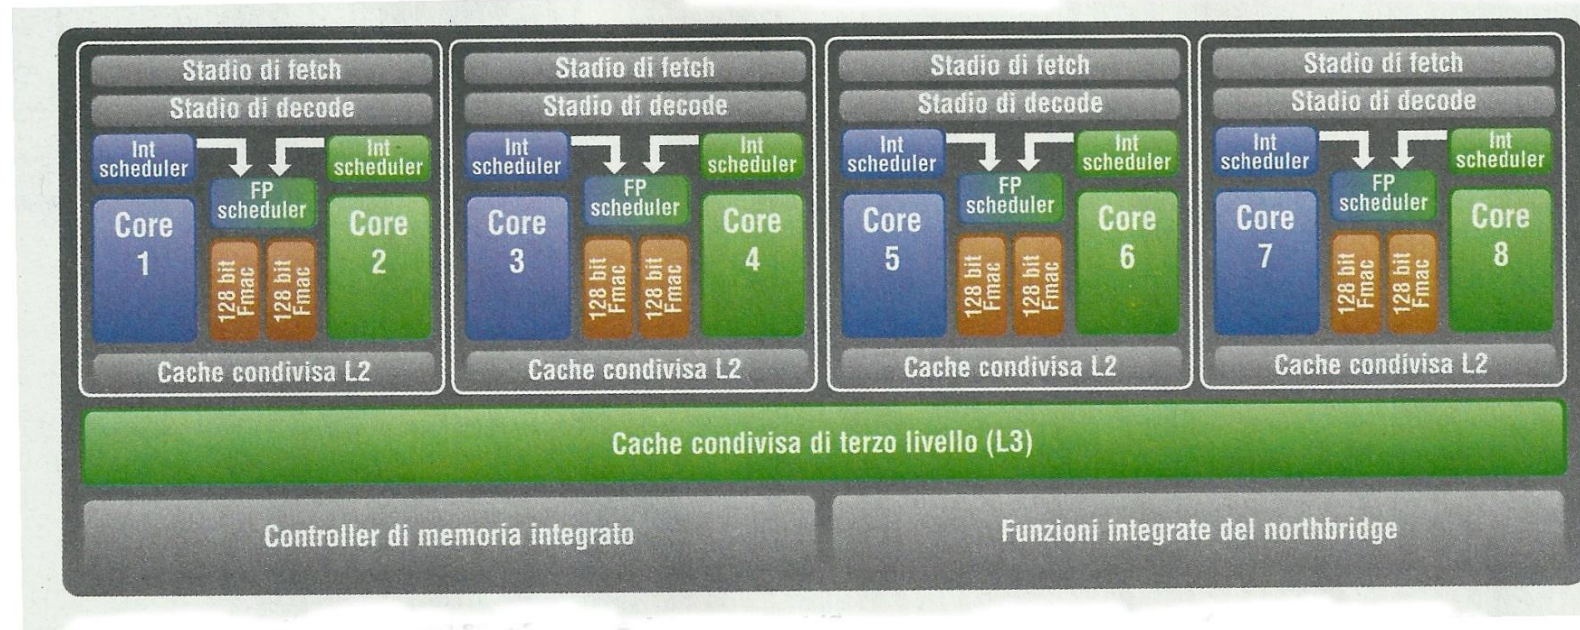 Stadio di fetch
Stadio di decode
Int
scheduler
Int
scheduler
FP
scheduler
Core
1
128 bit
Fmac
128 bit
Fmac
Core
2
Cache condivisa L2
Stadio di fetch
Stadio di decode
Int
scheduler
Int
scheduler
FP
scheduler
Core
3
128 bit
Fmac
128 bit
Fmac
Core
4
Cache condivisa L2
Stadio di fetch
Stadio di decode
Int
scheduler
Int
scheduler
FP
scheduler
Core
5
128 bit
Fmac
128 bit
Fmac
Core
6
Cache condivisa L2
Stadio di fetch
Stadio di decode
Int
scheduler
Int
scheduler
FP
scheduler
Core
7
128 bit
Fmac
128 bit
Fmac
Core
8
Cache condivisa L2
Cache condivisa di terzo livello (L3)
Controller di memoria integrato
Funzioni integrate del northbridge